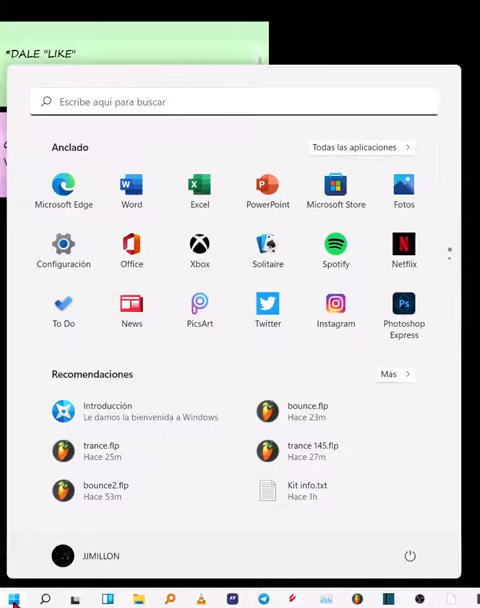 *DALE "LIKE"
Escribe aquí para buscar
Anclado
Todas las aplicaciones
Microsoft Edge
Word
Excel
PowerPoint
Microsoft Store
Fotos
Configuración
Office
Xbox
Solitaire
Spotify
Netflix
To Do
News
PicsArt
Twitter
Instagram
Photoshop
Express
Recomendaciones
Más
Introducción
Le damos la bienvenida a Windows
bounce.flp
Hace 23m
trance.flp
Hace 25m
trance 145.flp
Hace 27m
bounce2.flp
Hace 53m
Kit info.txt
Hace 1h
JJMILLON